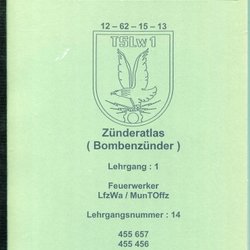 12 – 62 – 15 – 13
TSLw 1
Zünderatlas
( Bombenzünder )
Lehrgang : 1
Feuerwerker
LfzWa / MunTOffz
Lehrgangsnummer : 14
455 657
455 456